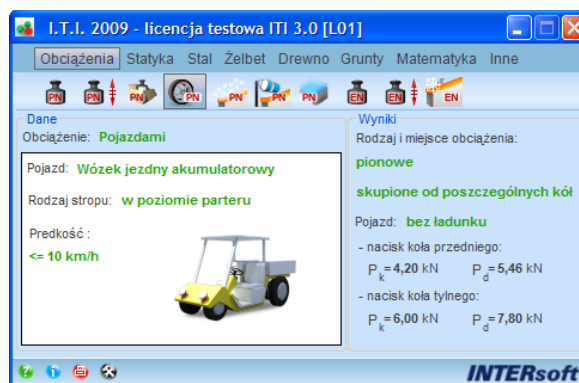 I.T.I. 2009 - licencja testowa ITI 3.0 [L01]
Obciążenia Statyka Stal Żelbet Drewno Grunty Matematyka Inne
PN PN PN PN PN PN PN EN EN EN
Dane
Obciążenie: Pojazdami
Pojazd: Wózek jezdny akumulatorowy
Rodzaj stropu: w poziomie parteru
Predkość :
<= 10 km/h
Wyniki
Rodzaj i miejsce obciążenia:
pionowe
skupione od poszczególnych kół
Pojazd: bez ładunku
- nacisk koła przedniego:
Pk=4,20 kN Pd=5,46 kN
- nacisk koła tylnego:
Pk=6,00 kN Pd=7,80 kN
INTERsoft